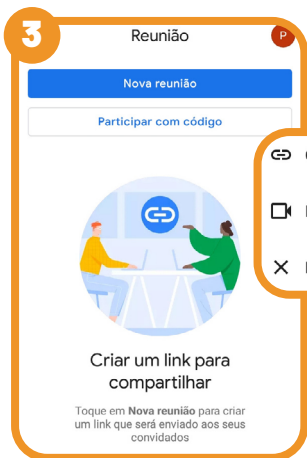 3
Reunião
P
Nova reunião
Participar com código
Criar um link para
compartilhar
Toque em Nova reunião para criar
um link que será enviado aos seus
convidados